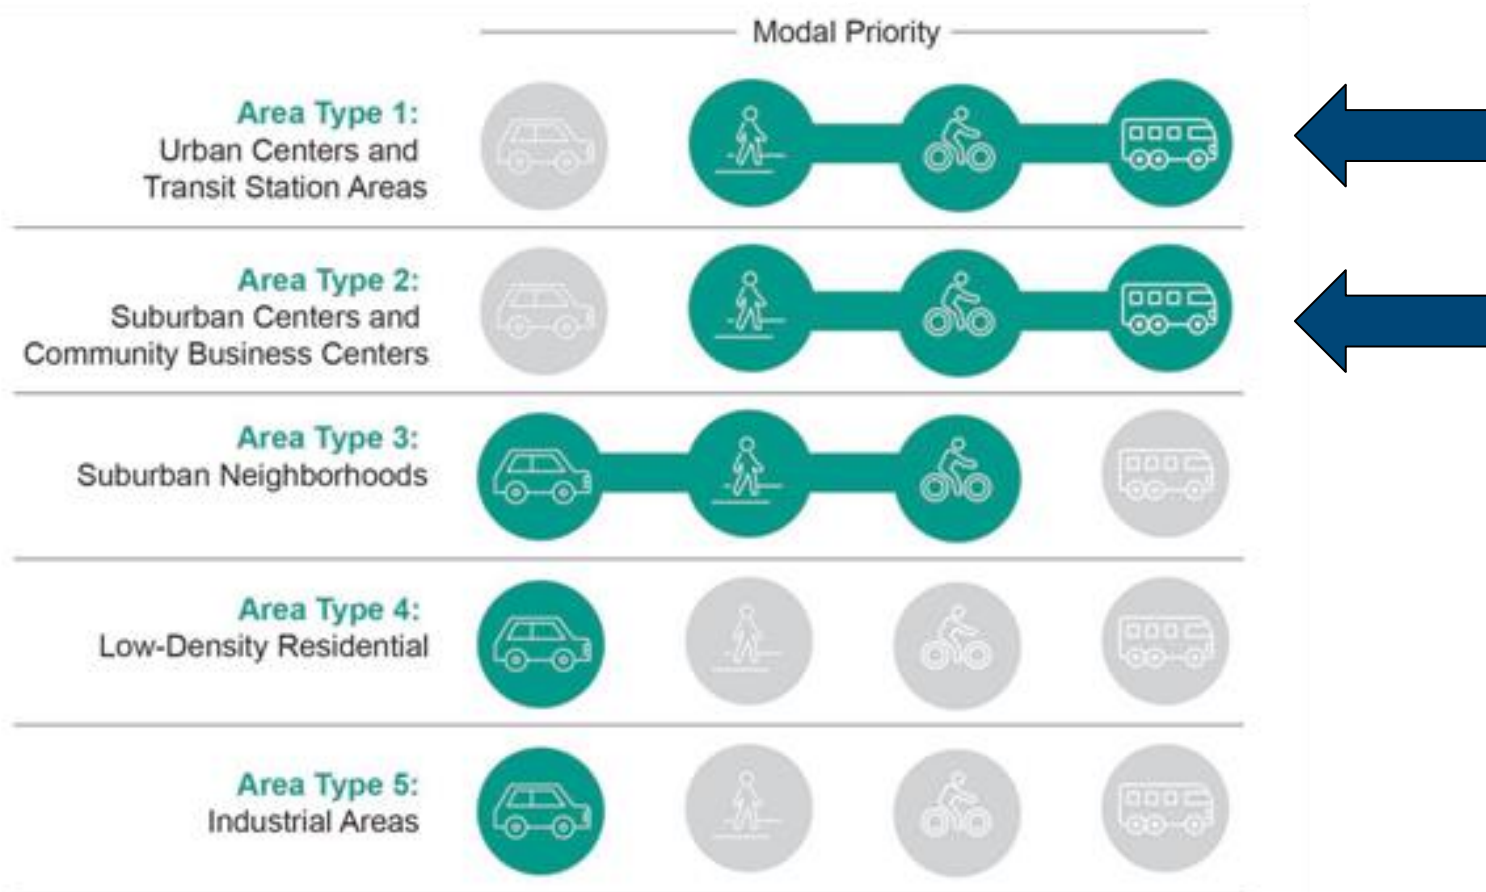 Modal Priority
Area Type 1:
Urban Centers and
Transit Station Areas
Area Type 2:
Suburban Centers and
Community Business Centers
Area Type 3:
Suburban Neighborhoods
Area Type 4:
Low-Density Residential
Area Type 5:
Industrial Areas